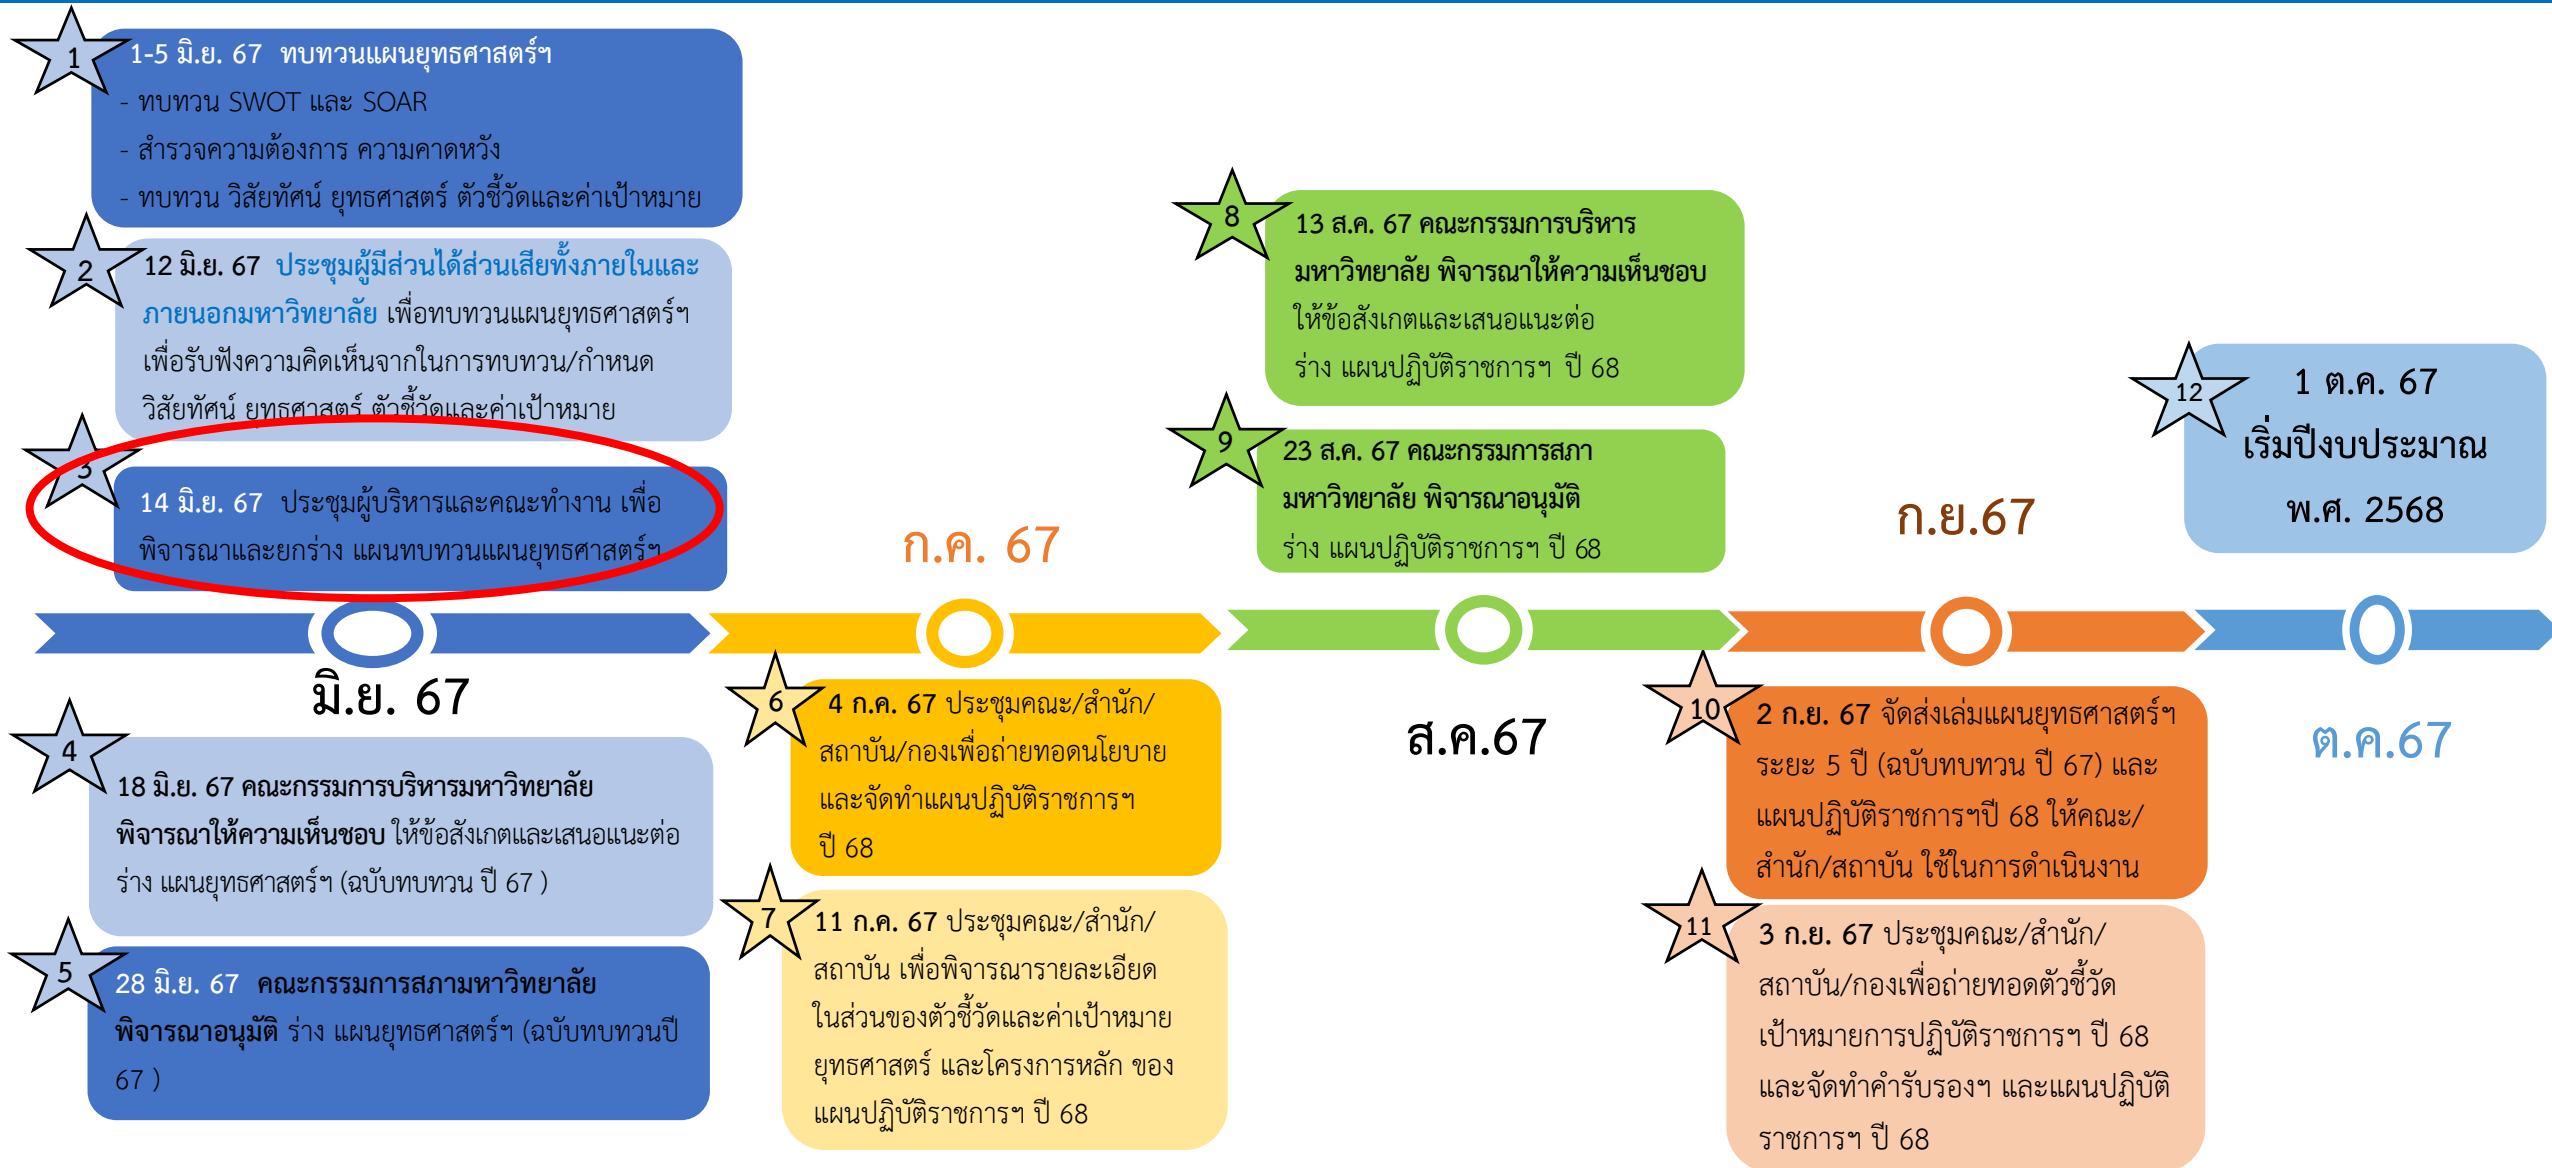 1
1-5 มิ.ย. 67 ทบทวนแผนยุทธศาสตร์ฯ
- ทบทวน SWOT และ SOAR
- สำรวจความต้องการ ความคาดหวัง
- ทบทวน วิสัยทัศน์ ยุทธศาสตร์ ตัวชี้วัดและค่าเป้าหมาย
2
12 มิ.ย. 67 ประชุมผู้มีส่วนได้ส่วนเสียทั้งภายในและ
ภายนอกมหาวิทยาลัย เพื่อทบทวนแผนยุทธศาสตร์ฯ
เพื่อรับฟังความคิดเห็นจากในการทบทวน/กำหนด
วิสัยทัศน์ ยุทธศาสตร์ ตัวชี้วัดและค่าเป้าหมาย
3
14 มิ.ย. 67 ประชุมผู้บริหารและคณะทำงาน เพื่อ
พิจารณาและยกร่าง แผนทบทวนแผนยุทธศาสตร์ฯ
มิ.ย. 67
4
18 มิ.ย. 67 คณะกรรมการบริหารมหาวิทยาลัย
พิจารณาให้ความเห็นชอบ ให้ข้อสังเกตและเสนอแนะต่อ
ร่าง แผนยุทธศาสตร์ฯ (ฉบับทบทวน ปี 67 )
5
28 มิ.ย. 67 คณะกรรมการสภามหาวิทยาลัย
พิจารณาอนุมัติ ร่าง แผนยุทธศาสตร์ฯ (ฉบับทบทวนปี
67 )
ก.ค. 67
6
4 ก.ค. 67 ประชุมคณะ/สำนัก/
สถาบัน/กองเพื่อถ่ายทอดนโยบาย
และจัดทำแผนปฏิบัติราชการฯ
ปี 68
7
11 ก.ค. 67 ประชุมคณะ/สำนัก/
สถาบัน เพื่อพิจารณารายละเอียด
ในส่วนของตัวชี้วัดและค่าเป้าหมาย
ยุทธศาสตร์ และโครงการหลัก ของ
แผนปฏิบัติราชการฯ ปี 68
8
13 ส.ค. 67 คณะกรรมการบริหาร
มหาวิทยาลัย พิจารณาให้ความเห็นชอบ
ให้ข้อสังเกตและเสนอแนะต่อ
ร่าง แผนปฏิบัติราชการฯ ปี 68
9
23 ส.ค. 67 คณะกรรมการสภา
มหาวิทยาลัย พิจารณาอนุมัติ
ร่าง แผนปฏิบัติราชการฯ ปี 68
ส.ค.67
ก.ย.67
10
2 ก.ย. 67 จัดส่งเล่มแผนยุทธศาสตร์ฯ
ระยะ 5 ปี (ฉบับทบทวน ปี 67) และ
แผนปฏิบัติราชการฯปี 68 ให้คณะ/
สำนัก/สถาบัน ใช้ในการดำเนินงาน
11
3 ก.ย. 67 ประชุมคณะ/สำนัก/
สถาบัน/กองเพื่อถ่ายทอดตัวชี้วัด
เป้าหมายการปฏิบัติราชการฯ ปี 68
และจัดทำคำรับรองฯ และแผนปฏิบัติ
ราชการฯ ปี 68
12
1 ต.ค. 67
เริ่มปีงบประมาณ
พ.ศ. 2568
ต.ค.67